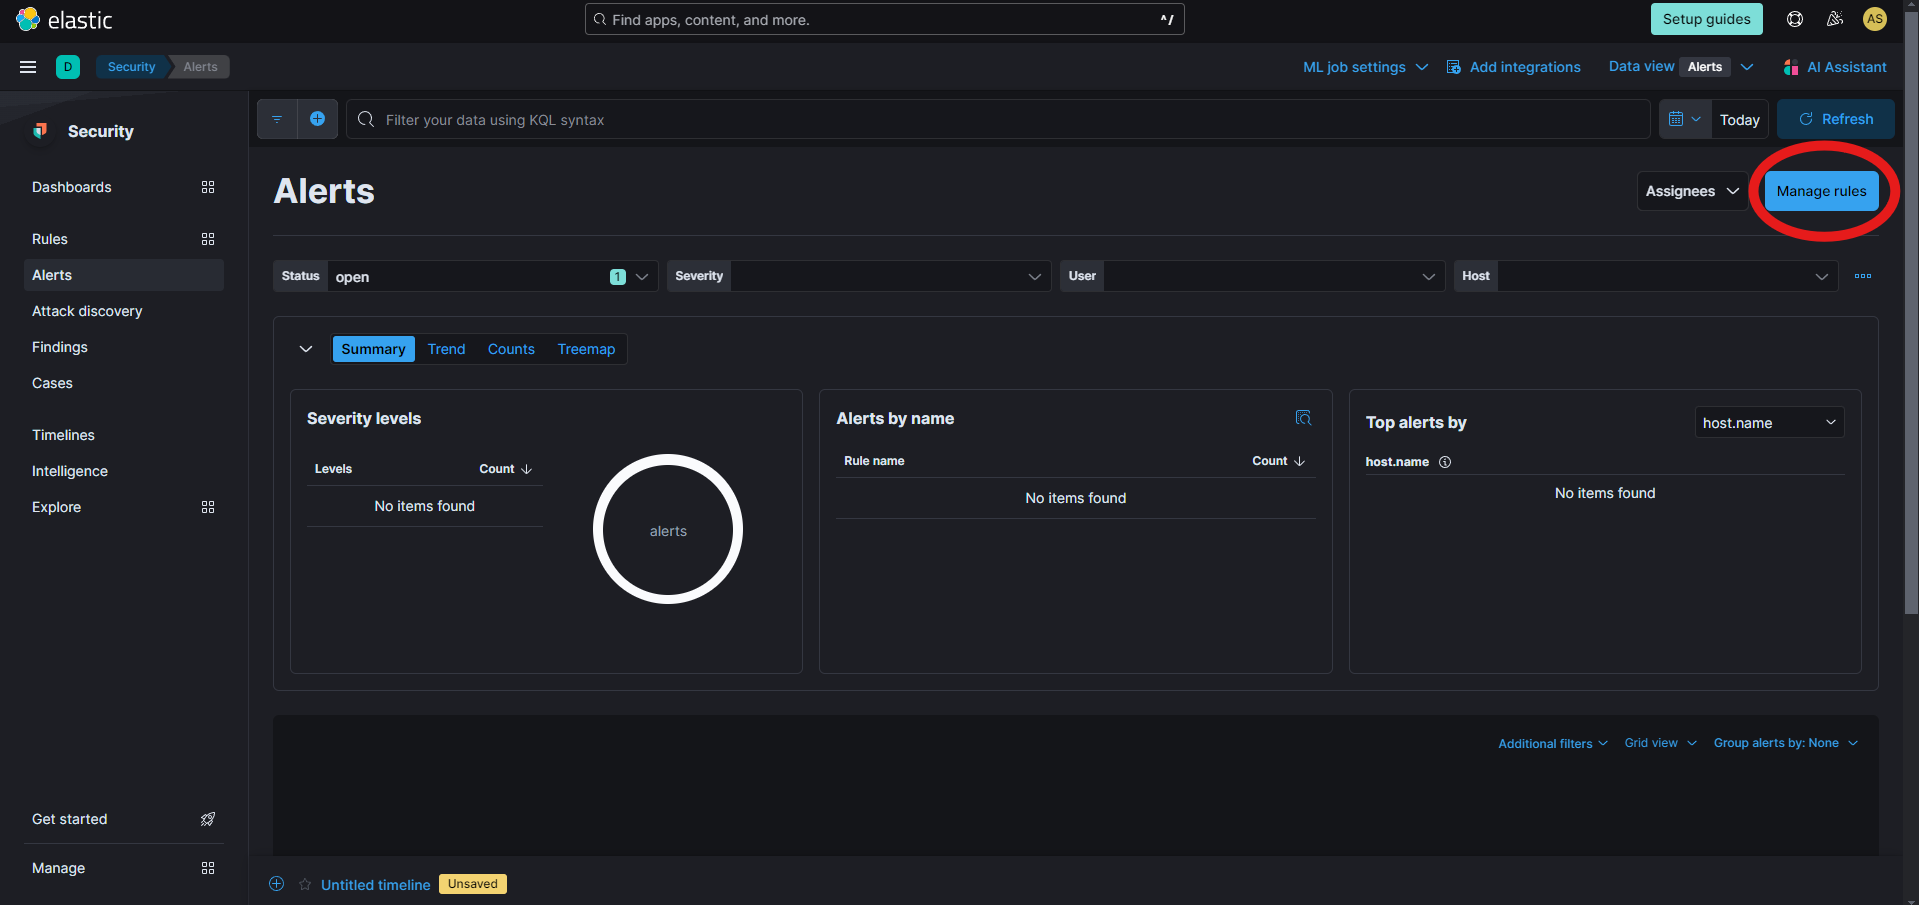 elastic
Find apps, content, and more.
^/
Setup guides
AS
D
Security
Alerts
ML job settings
Add integrations
Data view
Alerts
AI Assistant
Security
Dashboards
Rules
Alerts
Attack discovery
Findings
Cases
Timelines
Intelligence
Explore
Get started
Manage
Filter your data using KQL syntax
Today
Refresh
Alerts
Assignees
Manage rules
Status open 1
Severity
User
Host
Summary
Trend
Counts
Treemap
Severity levels
Levels
Count
No items found
alerts
Alerts by name
Rule name
Count
No items found
Top alerts by
host.name
host.name
No items found
Additional filters
Grid view
Group alerts by: None
Untitled timeline
Unsaved